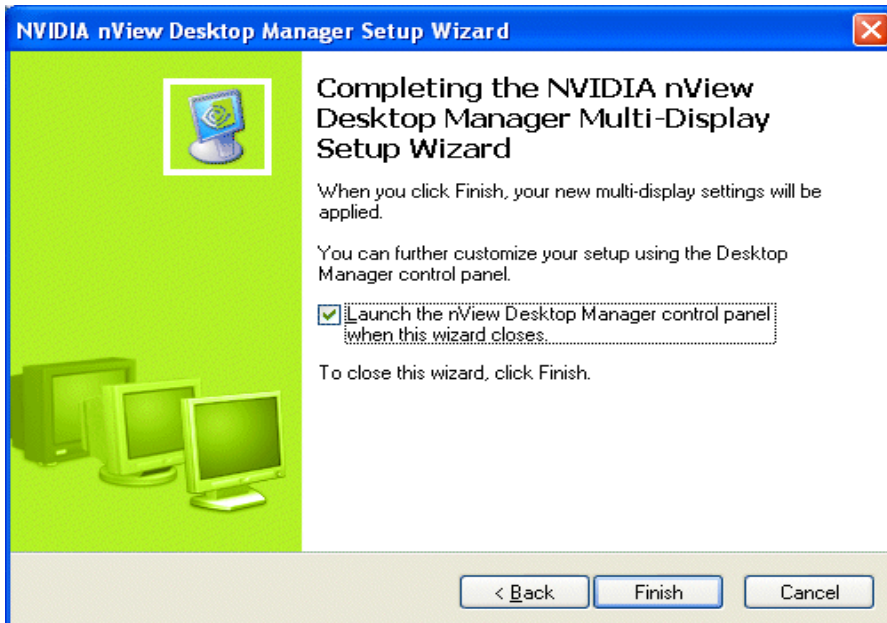 NVIDIA nView Desktop Manager Setup Wizard
Completing the NVIDIA nView
Desktop Manager Multi-Display
Setup Wizard
When you click Finish, your new multi-display settings will be
applied.
You can further customize your setup using the Desktop
Manager control panel.
Launch the nView Desktop Manager control panel
when this wizard closes.
To close this wizard, click Finish.
< Back
Finish
Cancel